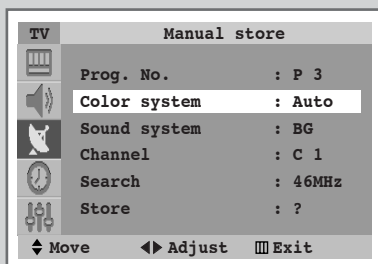 TV Manual store
Prog. No. : P 3
Color system : Auto
Sound system : BG
Channel : C 1
Search : 46MHz
Store : ?
Move Adjust Exit